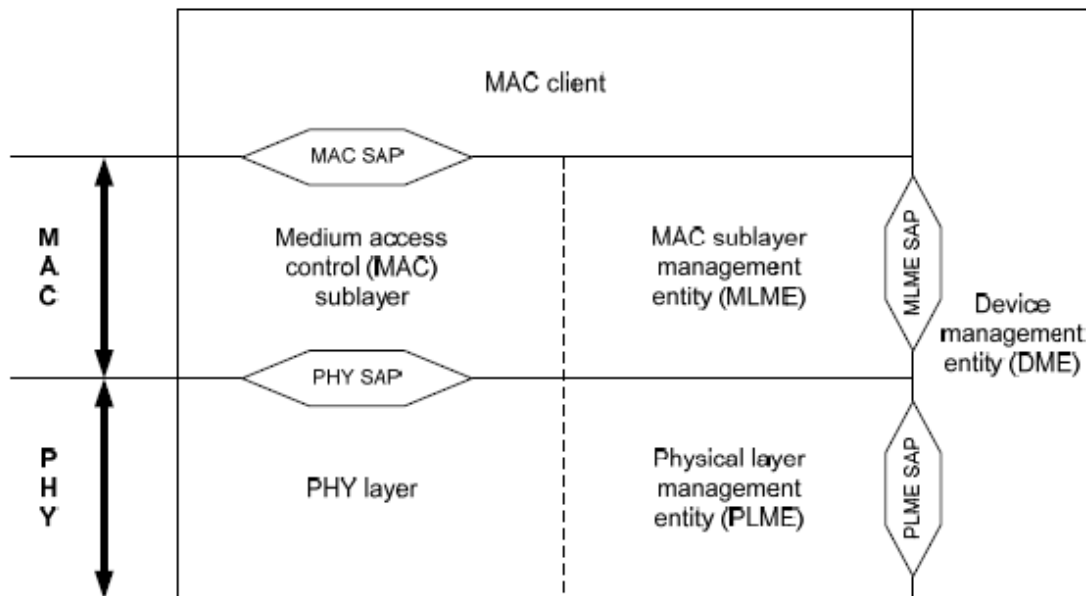 MAC client
MAC SAP
M
A
C
Medium access
control (MAC)
sublayer
MAC sublayer
management
entity (MLME)
MLME SAP
Device
management
entity (DME)
PHY SAP
P
H
Y
PHY layer
Physical layer
management
entity (PLME)
PLME SAP